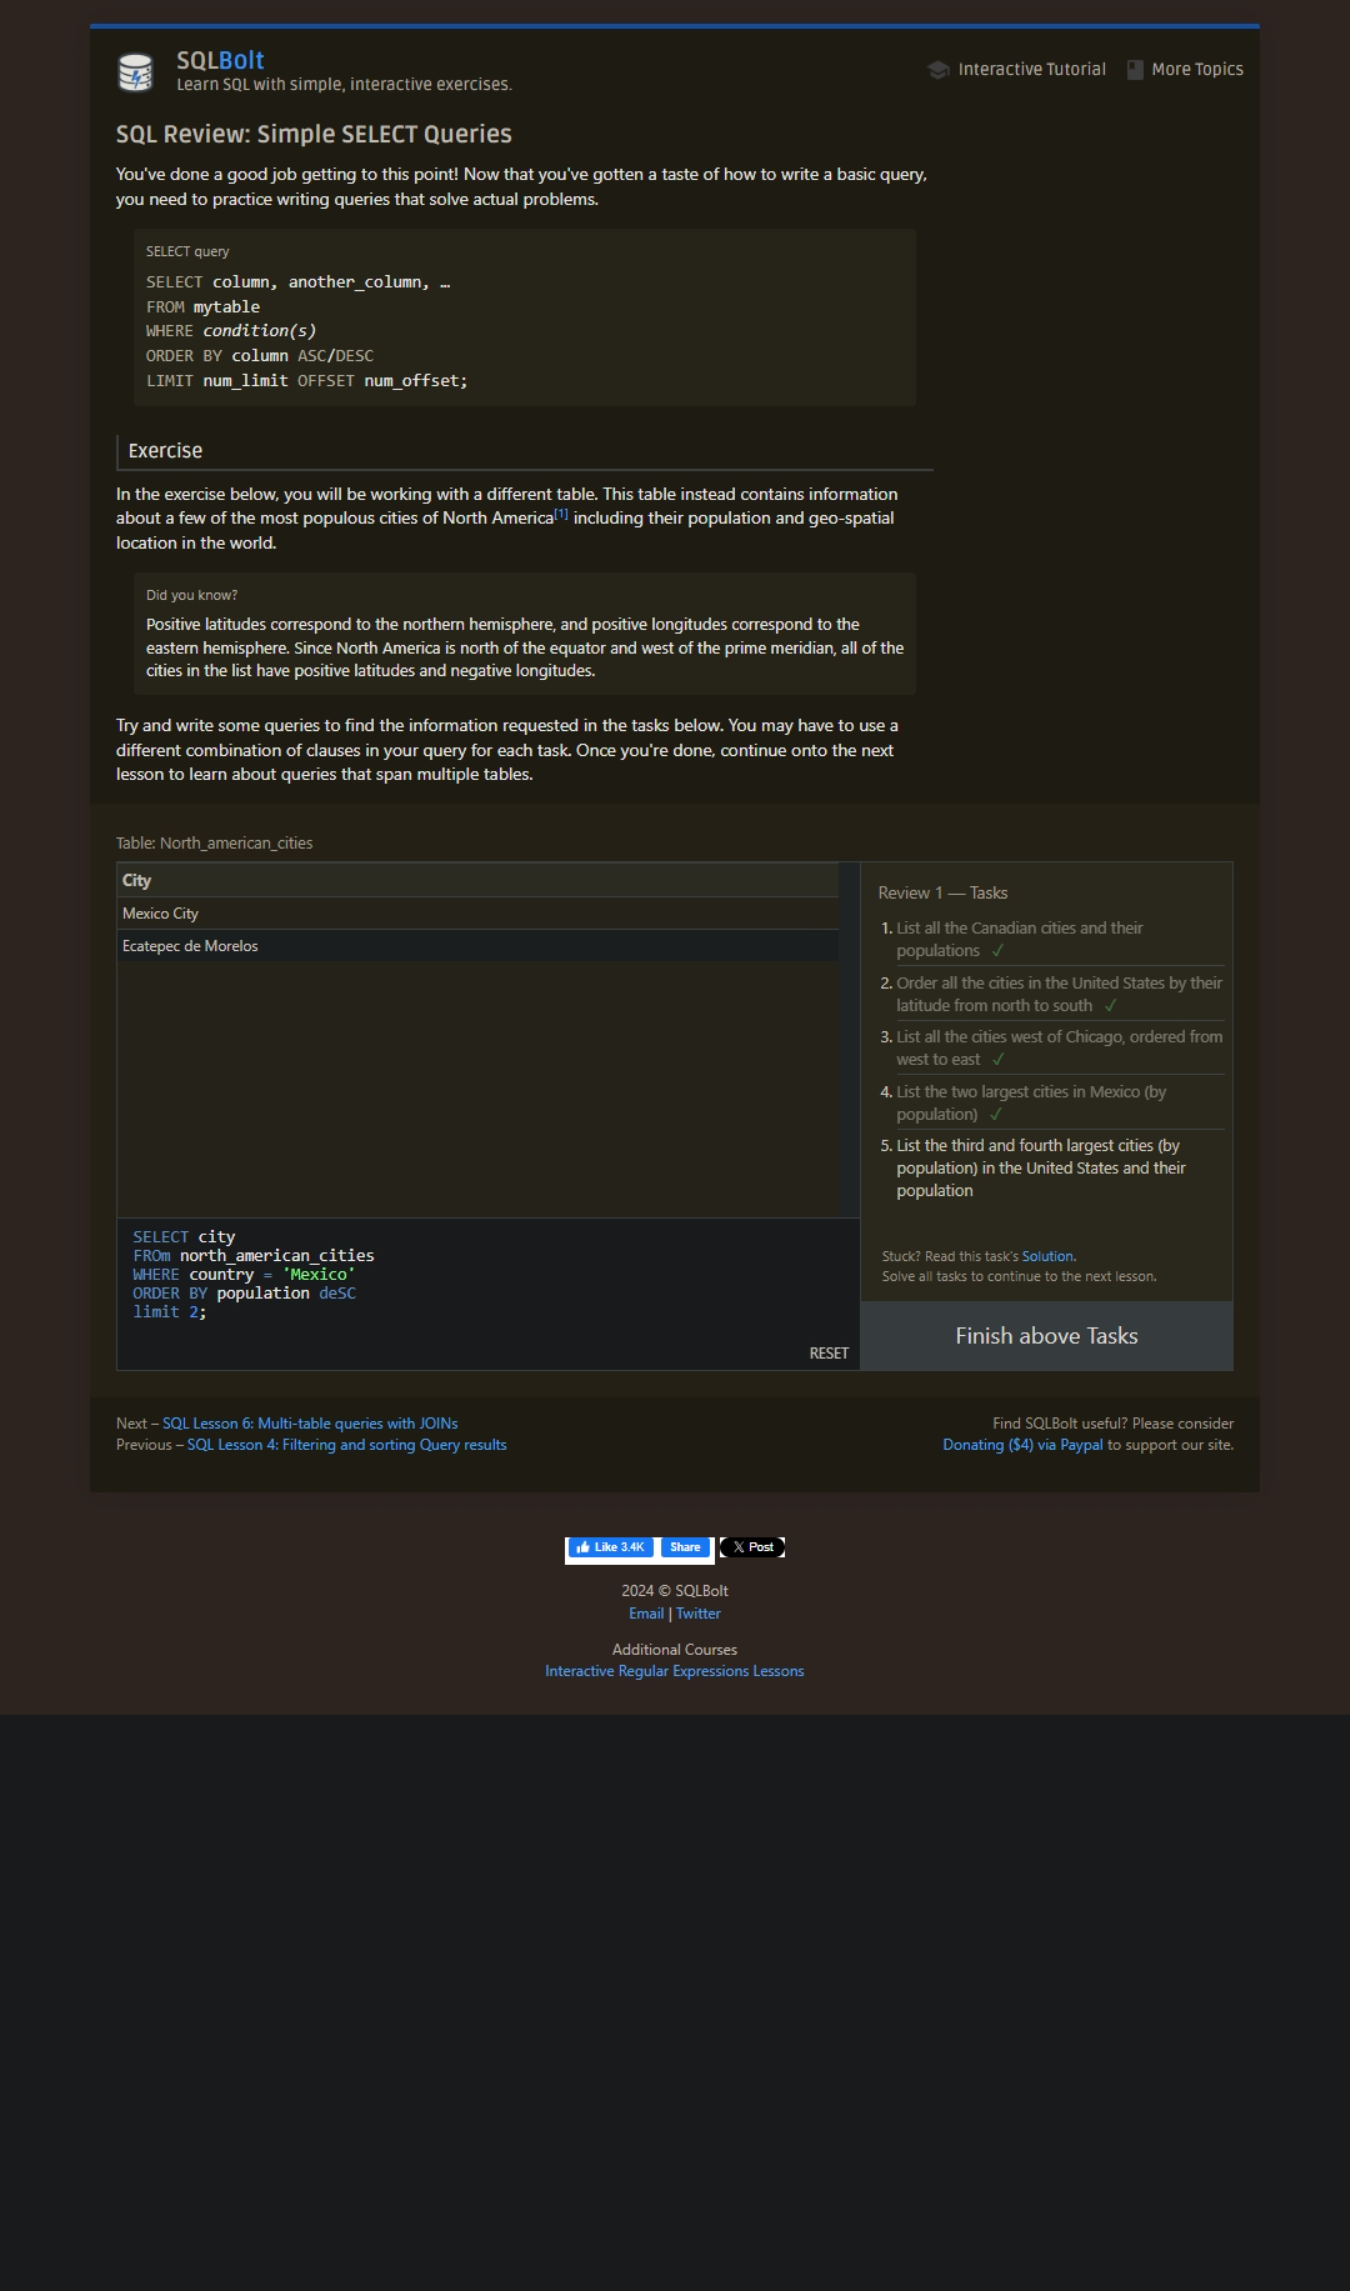 SQLBolt
Learn SQL with simple, interactive exercises.
Interactive Tutorial
More Topics
SQL Review: Simple SELECT Queries
You've done a good job getting to this point! Now that you've gotten a taste of how to write a basic query,
you need to practice writing queries that solve actual problems.
SELECT query
SELECT column, another_column, …
FROM mytable
WHERE condition(s)
ORDER BY column ASC/DESC
LIMIT num_limit OFFSET num_offset;
Exercise
In the exercise below, you will be working with a different table. This table instead contains information
about a few of the most populous cities of North America[1] including their population and geo-spatial
location in the world.
Did you know?
Positive latitudes correspond to the northern hemisphere, and positive longitudes correspond to the
eastern hemisphere. Since North America is north of the equator and west of the prime meridian, all of the
cities in the list have positive latitudes and negative longitudes.
Try and write some queries to find the information requested in the tasks below. You may have to use a
different combination of clauses in your query for each task. Once you're done, continue onto the next
lesson to learn about queries that span multiple tables.
Table: North_american_cities
City
Mexico City
Ecatepec de Morelos
SELECT city
FROm north_american_cities
WHERE country = 'Mexico'
ORDER BY population deSC
limit 2;
RESET
Review 1 — Tasks
1. List all the Canadian cities and their
populations ✓
2. Order all the cities in the United States by their
latitude from north to south ✓
3. List all the cities west of Chicago, ordered from
west to east ✓
4. List the two largest cities in Mexico (by
population) ✓
5. List the third and fourth largest cities (by
population) in the United States and their
population
Stuck? Read this task's Solution.
Solve all tasks to continue to the next lesson.
Finish above Tasks
Next – SQL Lesson 6: Multi-table queries with JOINs
Previous – SQL Lesson 4: Filtering and sorting Query results
Find SQLBolt useful? Please consider
Donating ($4) via Paypal to support our site.
Like 3.4K
Share
X Post
2024 © SQLBolt
Email | Twitter
Additional Courses
Interactive Regular Expressions Lessons